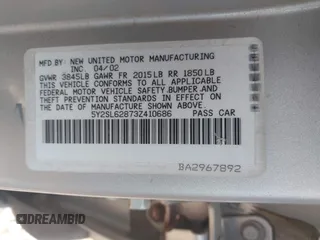 MFD.BY: NEW UNITED MOTOR MANUFACTURING
INC. 04/02
GVWR 3845LB GAWR FR 2015LB RR 1850LB
THIS VEHICLE CONFORMS TO ALL APPLICABLE
FEDERAL MOTOR VEHICLE SAFETY, BUMPER, AND
THEFT PREVENTION STANDARDS IN EFFECT ON
THE DATE OF MANUFACTURE SHOWN ABOVE.
5Y2SL62873Z410686 PASS CAR
BA2967892
DREAMBID